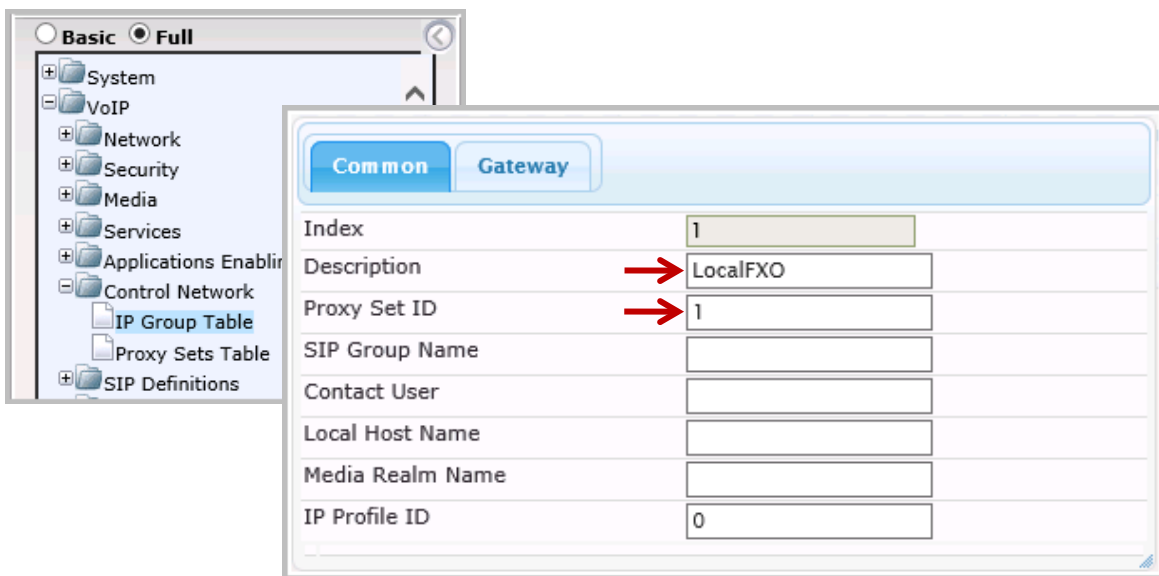 Basic Full
System
VoIP
Network
Security
Media
Services
Applications Enablin
Control Network
IP Group Table
Proxy Sets Table
SIP Definitions
Common Gateway
Index 1
Description LocalFXO
Proxy Set ID 1
SIP Group Name
Contact User
Local Host Name
Media Realm Name
IP Profile ID 0